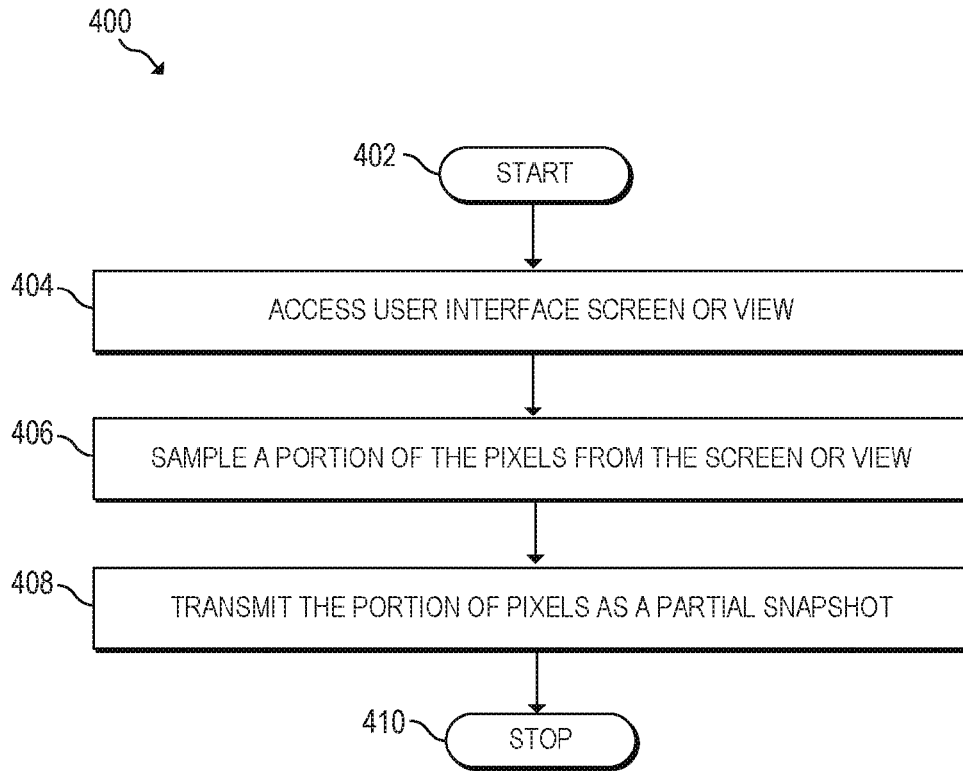 400
402
START
404
ACCESS USER INTERFACE SCREEN OR VIEW
406
SAMPLE A PORTION OF THE PIXELS FROM THE SCREEN OR VIEW
408
TRANSMIT THE PORTION OF PIXELS AS A PARTIAL SNAPSHOT
410
STOP